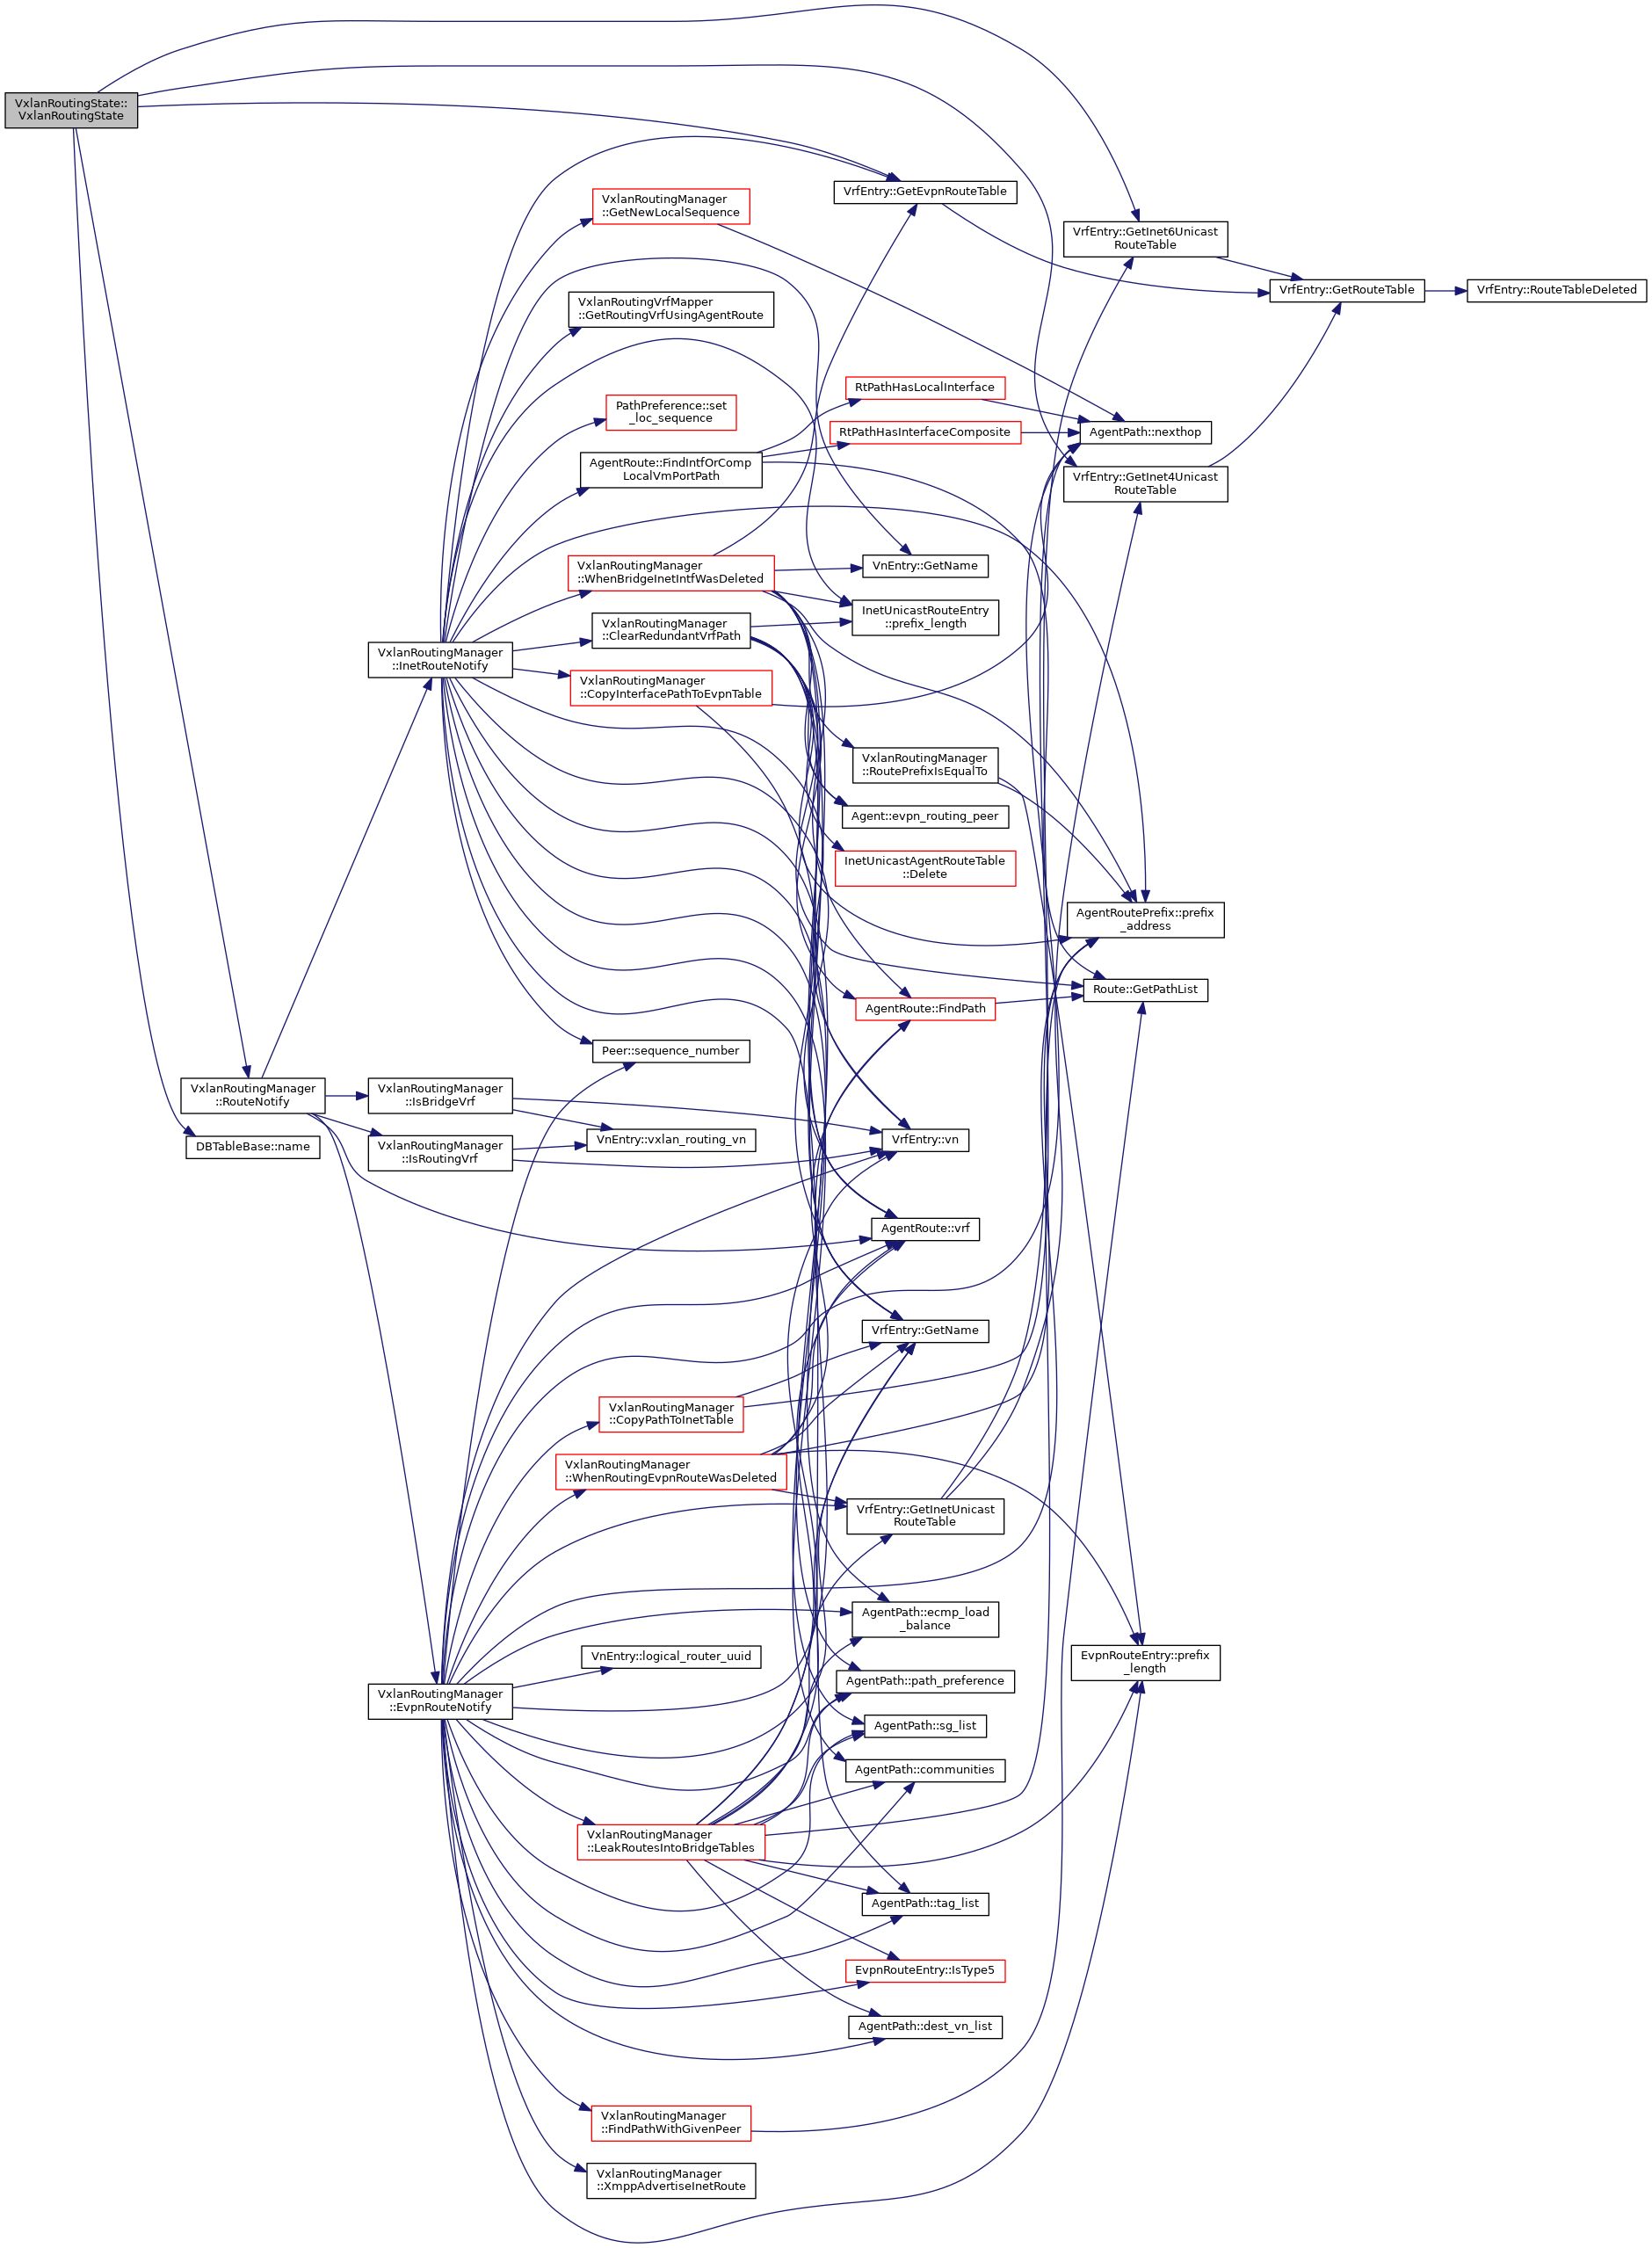 VxlanRoutingState::
VxlanRoutingState
VrfEntry::GetEvpnRouteTable
VxlanRoutingManager
::GetNewLocalSequence
VrfEntry::GetInet6Unicast
RouteTable
VrfEntry::GetRouteTable
VrfEntry::RouteTableDeleted
VxlanRoutingVrfMapper
::GetRoutingVrfUsingAgentRoute
RtPathHasLocalInterface
PathPreference::set
_loc_sequence
RtPathHasInterfaceComposite
AgentPath::nexthop
AgentRoute::FindIntfOrComp
LocalVmPortPath
VrfEntry::GetInet4Unicast
RouteTable
VxlanRoutingManager
::WhenBridgeInetIntfWasDeleted
VnEntry::GetName
InetUnicastRouteEntry
::prefix_length
VxlanRoutingManager
::ClearRedundantVrfPath
VxlanRoutingManager
::InetRouteNotify
VxlanRoutingManager
::CopyInterfacePathToEvpnTable
VxlanRoutingManager
::RoutePrefixIsEqualTo
Agent::evpn_routing_peer
InetUnicastAgentRouteTable
::Delete
AgentRoutePrefix::prefix
_address
Route::GetPathList
AgentRoute::FindPath
Peer::sequence_number
VxlanRoutingManager
::RouteNotify
VxlanRoutingManager
::IsBridgeVrf
DBTableBase::name
VxlanRoutingManager
::IsRoutingVrf
VnEntry::vxlan_routing_vn
VrfEntry::vn
AgentRoute::vrf
VrfEntry::GetName
VxlanRoutingManager
::CopyPathToInetTable
VxlanRoutingManager
::WhenRoutingEvpnRouteWasDeleted
VrfEntry::GetInetUnicast
RouteTable
AgentPath::ecmp_load
_balance
VnEntry::logical_router_uuid
EvpnRouteEntry::prefix
_length
VxlanRoutingManager
::EvpnRouteNotify
AgentPath::path_preference
AgentPath::sg_list
AgentPath::communities
VxlanRoutingManager
::LeakRoutesIntoBridgeTables
AgentPath::tag_list
EvpnRouteEntry::IsType5
AgentPath::dest_vn_list
VxlanRoutingManager
::FindPathWithGivenPeer
VxlanRoutingManager
::XmppAdvertiseInetRoute